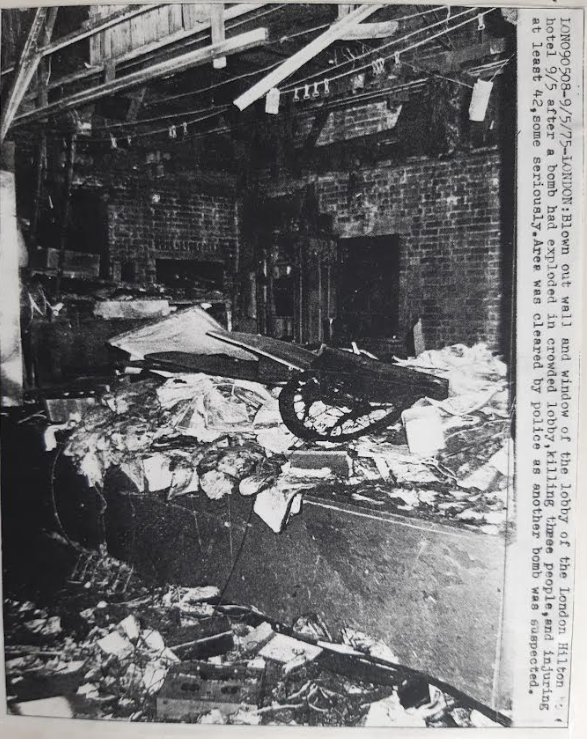 LON090508-9/5/75-LONDON:Blown out wall and window of the lobby of the London Hilton
hotel 9/5 after a bomb had exploded in crowded lobby,killing three people,and injuring
at least 42,some seriously.Area was cleared by police as another bomb was suspected.